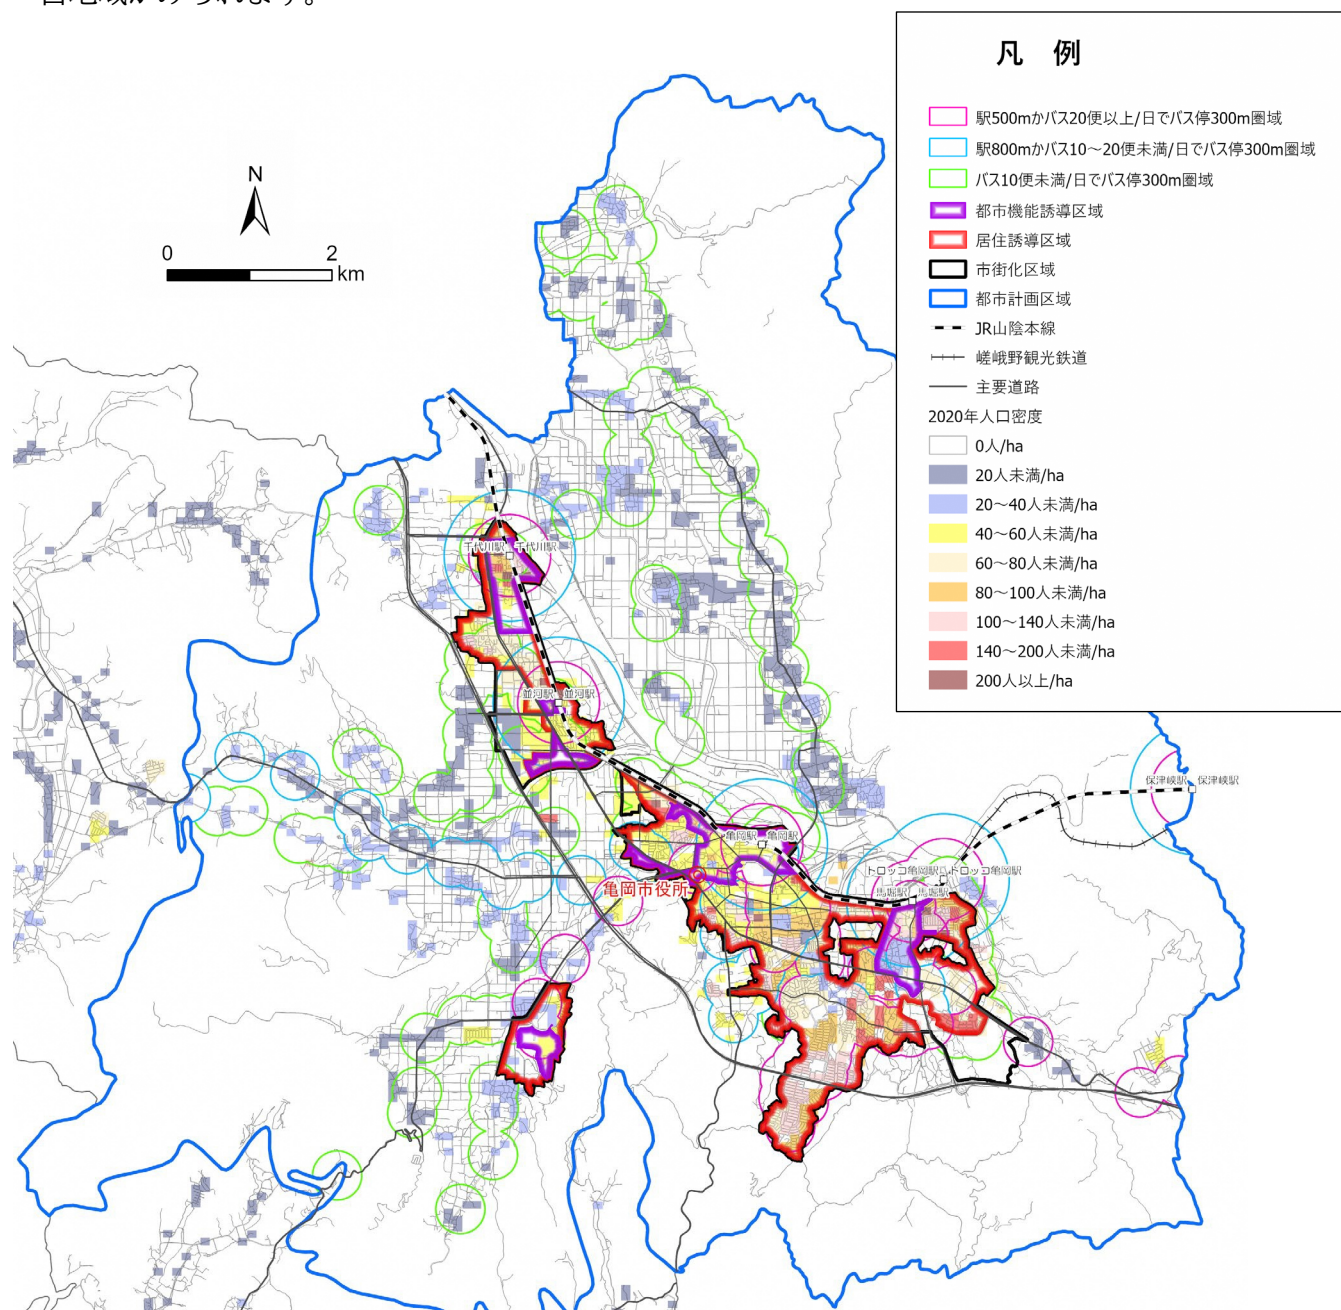 凡 例
駅500mかバス20便以上/日でバス停300m圏域
駅800mかバス10～20便未満/日でバス停300m圏域
バス10便未満/日でバス停300m圏域
都市機能誘導区域
居住誘導区域
市街化区域
都市計画区域
JR山陰本線
嵯峨野観光鉄道
主要道路
2020年人口密度
0人/ha
20人未満/ha
20～40人未満/ha
40～60人未満/ha
60～80人未満/ha
80～100人未満/ha
100～140人未満/ha
140～200人未満/ha
200人以上/ha
N
0 2
km
千代川駅 千代川駅
並河駅 並河駅
保津峡駅 保津峡駅
亀岡駅 亀岡駅
トロッコ亀岡駅 トロッコ亀岡駅
馬堀駅 馬堀駅
亀岡市役所